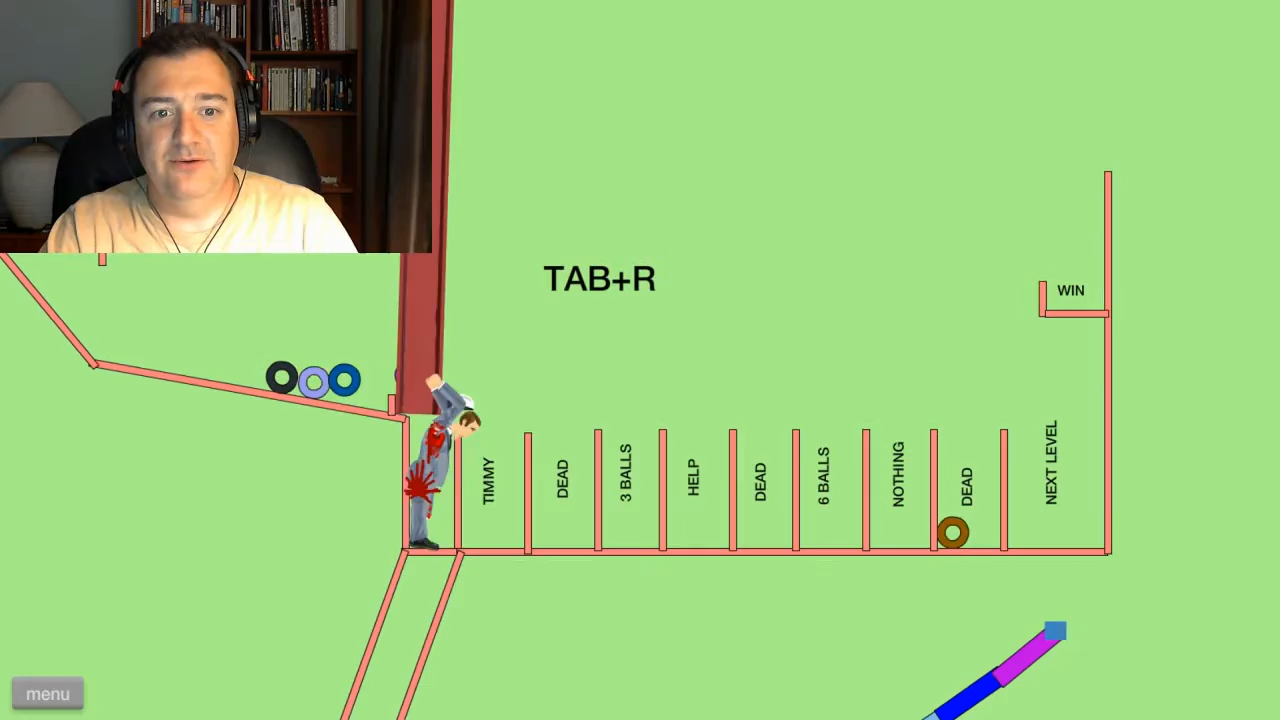 TAB+R
WIN
TIMMY
DEAD
3 BALLS
HELP
DEAD
6 BALLS
NOTHING
DEAD
NEXT LEVEL
menu